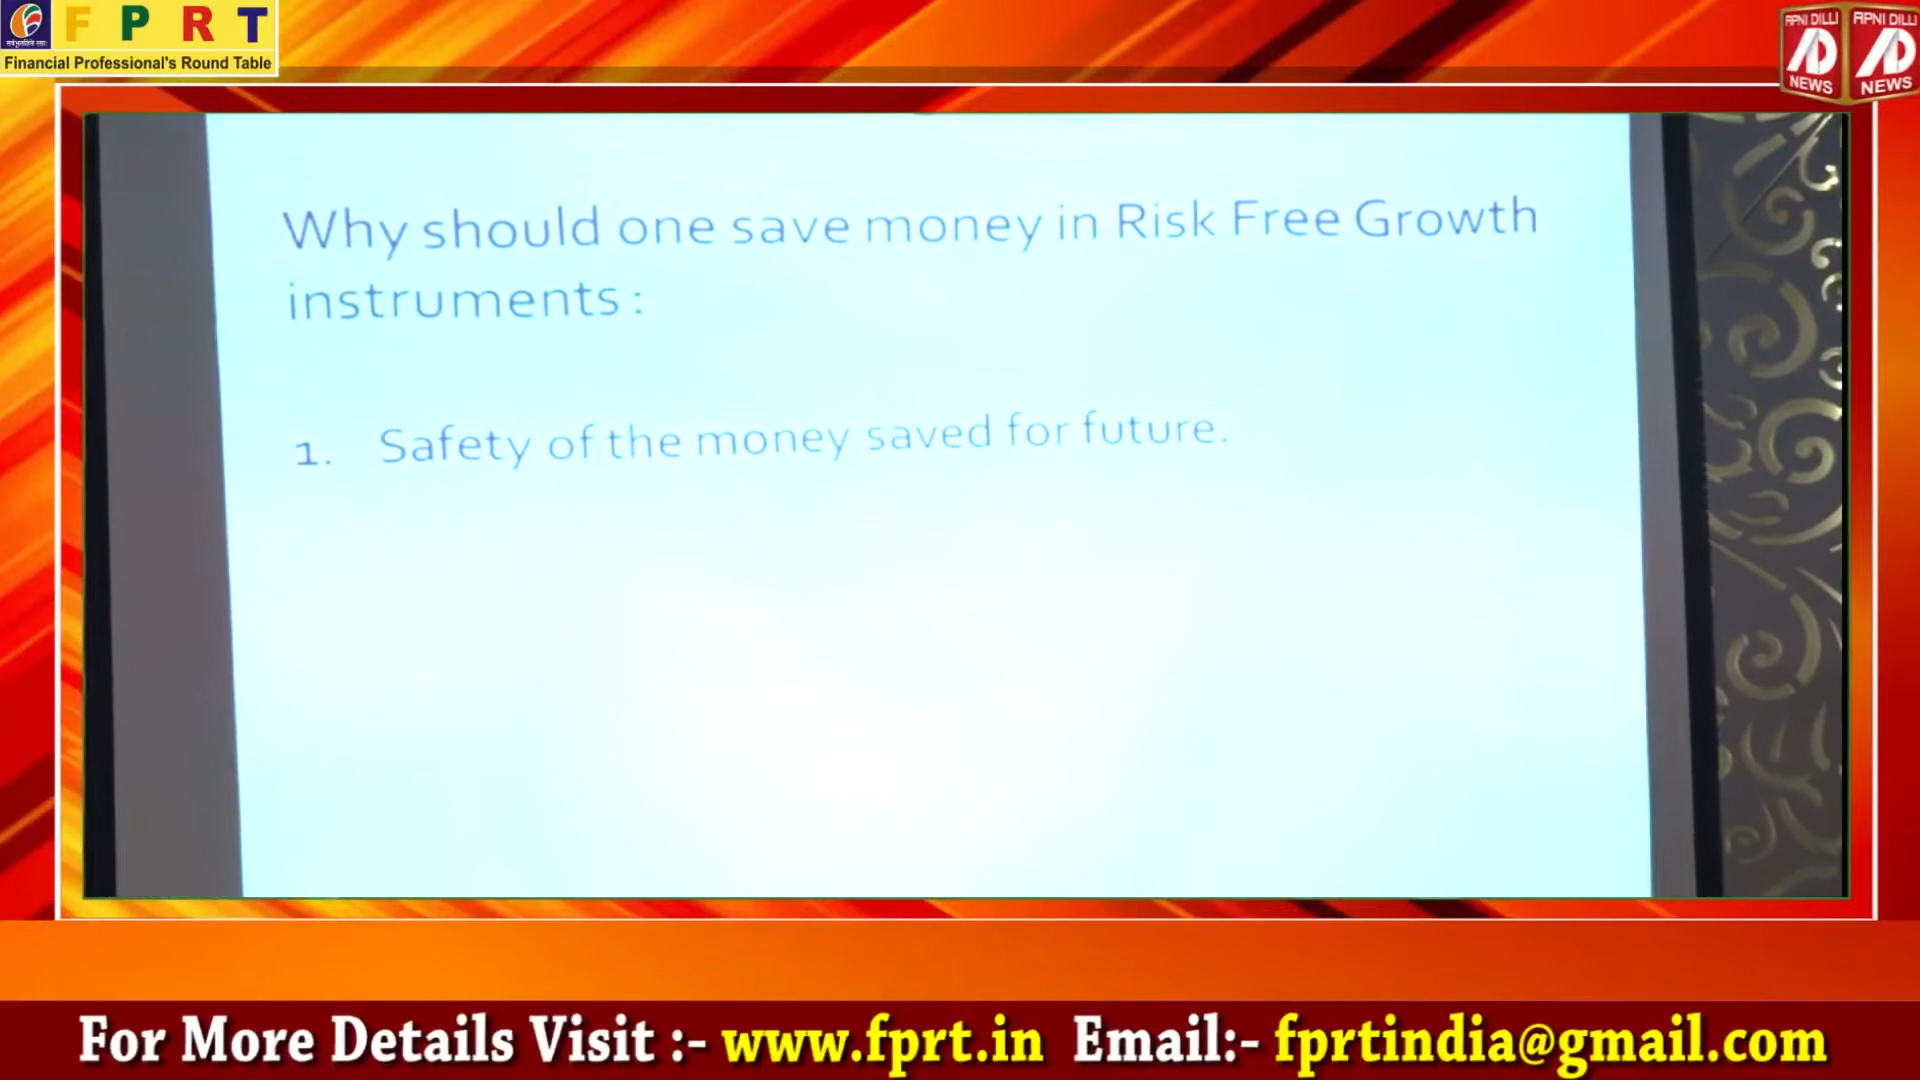 F P R T
Financial Professional's Round Table
APNI DILLI
AD
NEWS
APNI DILLI
AD
NEWS
Why should one save money in Risk Free Growth
instruments :
1. Safety of the money saved for future.
For More Details Visit :- www.fprt.in Email:- fprtindia@gmail.com